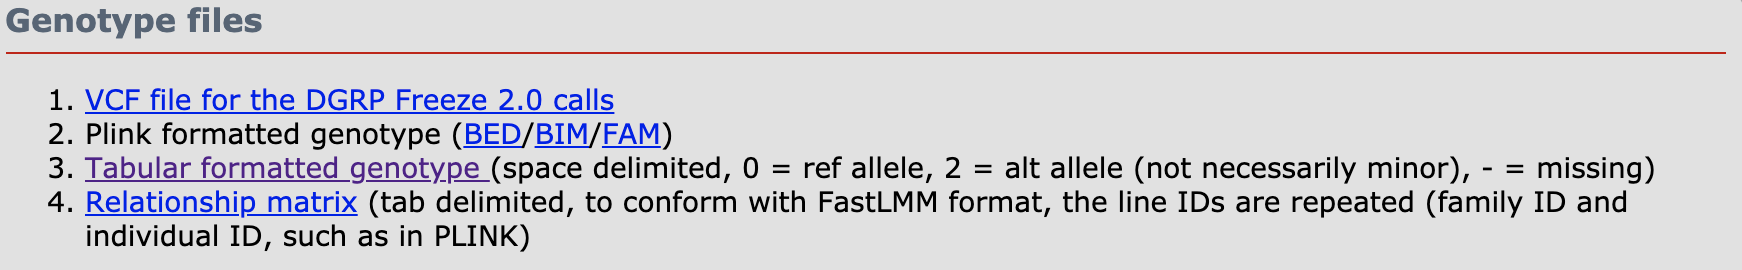 Genotype files
1. VCF file for the DGRP Freeze 2.0 calls
2. Plink formatted genotype (BED/BIM/FAM)
3. Tabular formatted genotype (space delimited, 0 = ref allele, 2 = alt allele (not necessarily minor), - = missing)
4. Relationship matrix (tab delimited, to conform with FastLMM format, the line IDs are repeated (family ID and
individual ID, such as in PLINK)